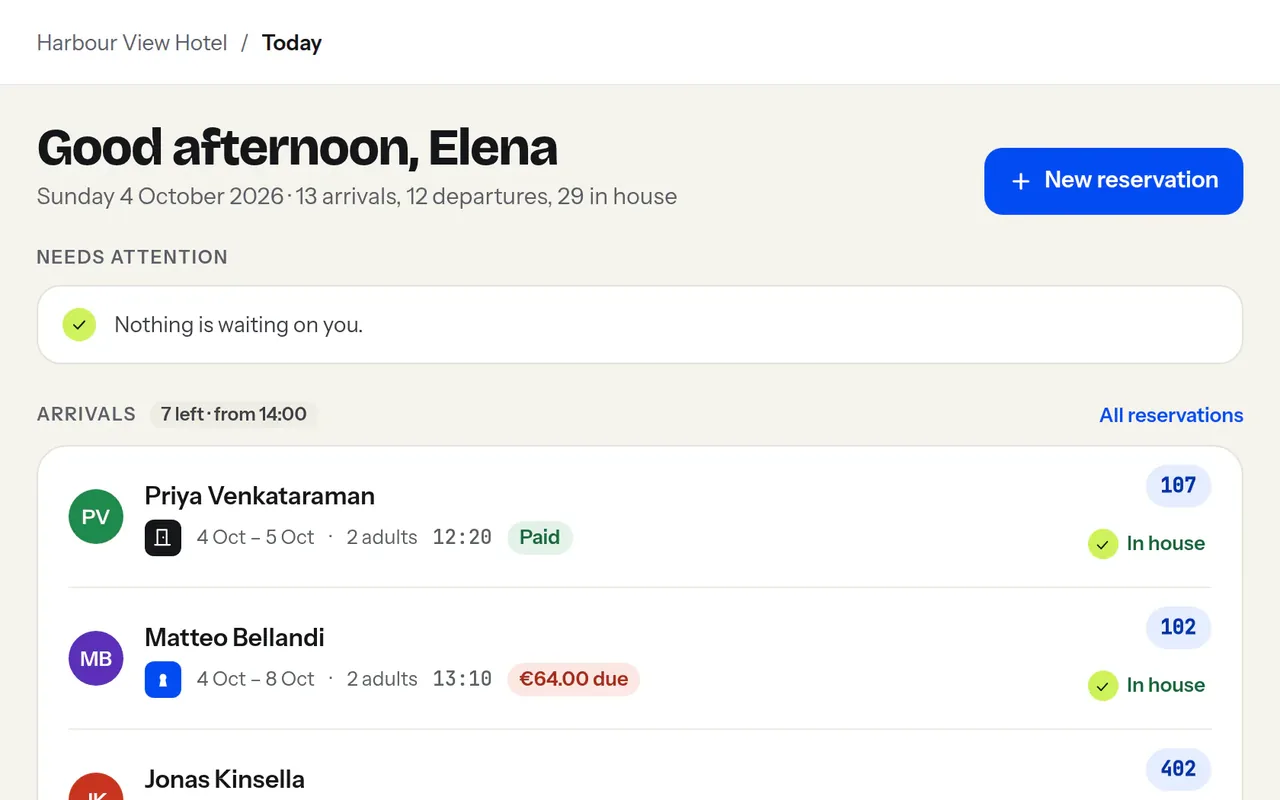 Harbour View Hotel / Today
Good afternoon, Elena
Sunday 4 October 2026 · 13 arrivals, 12 departures, 29 in house
+ New reservation
NEEDS ATTENTION
Nothing is waiting on you.
ARRIVALS 7 left · from 14:00
All reservations
PV
Priya Venkataraman
107
4 Oct – 5 Oct · 2 adults 12:20 Paid
In house
MB
Matteo Bellandi
102
4 Oct – 8 Oct · 2 adults 13:10 €64.00 due
In house
JK
Jonas Kinsella
402